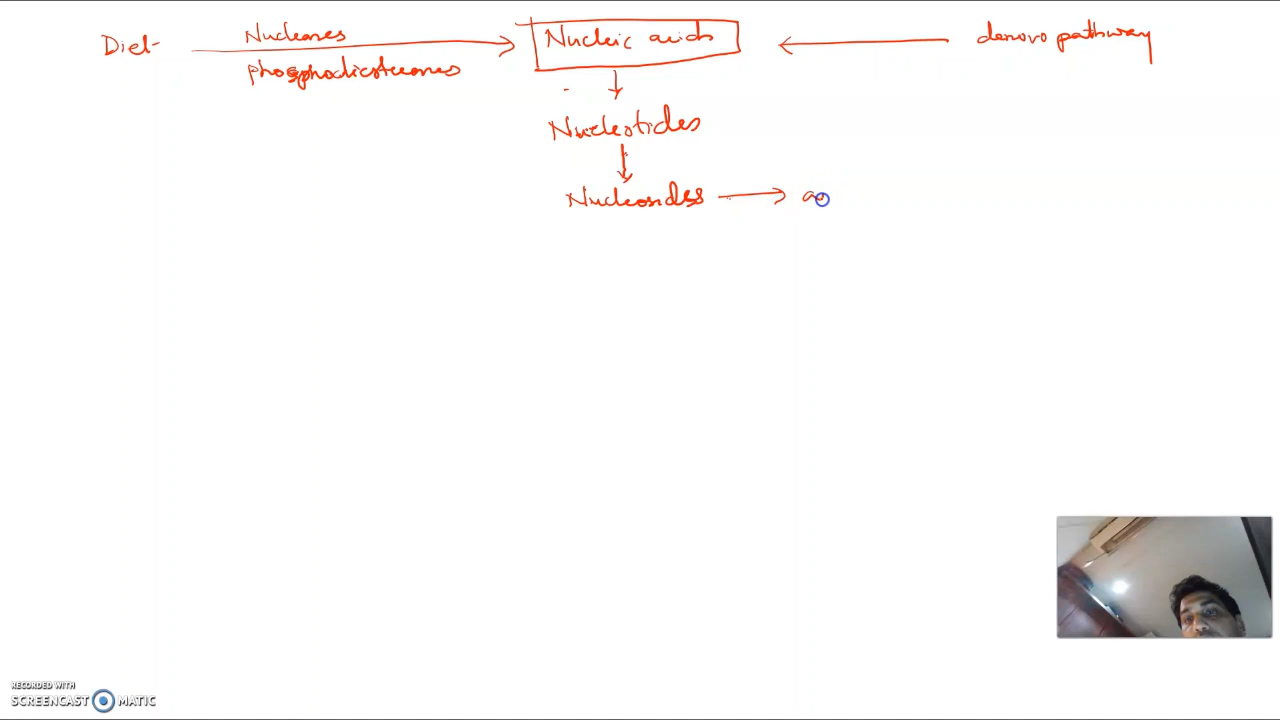 Diet
Nucleases
phosphodiesterases
Nucleic acids
denovo pathway
Nucleotides
Nucleosides
RECORDED WITH
SCREENCAST MATIC